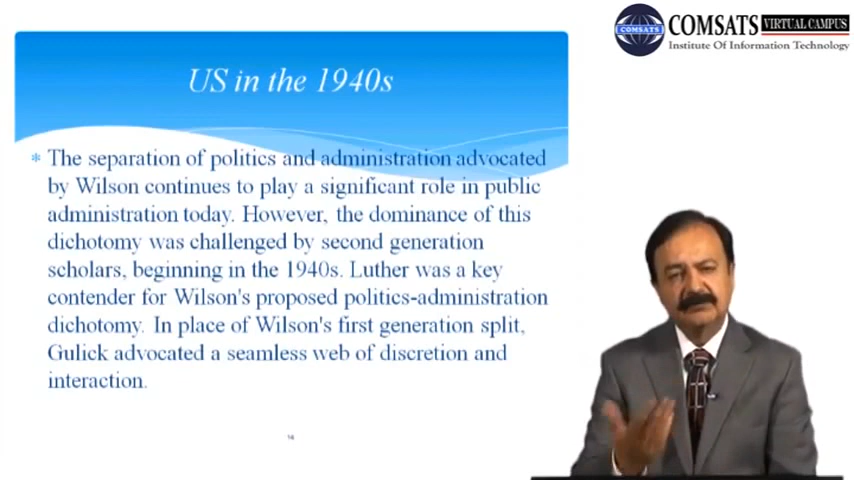 COMSATS
COMSATS VIRTUAL CAMPUS
Institute Of Information Technology
US in the 1940s
* The separation of politics and administration advocated
by Wilson continues to play a significant role in public
administration today. However, the dominance of this
dichotomy was challenged by second generation
scholars, beginning in the 1940s. Luther was a key
contender for Wilson's proposed politics-administration
dichotomy. In place of Wilson's first generation split,
Gulick advocated a seamless web of discretion and
interaction.
14